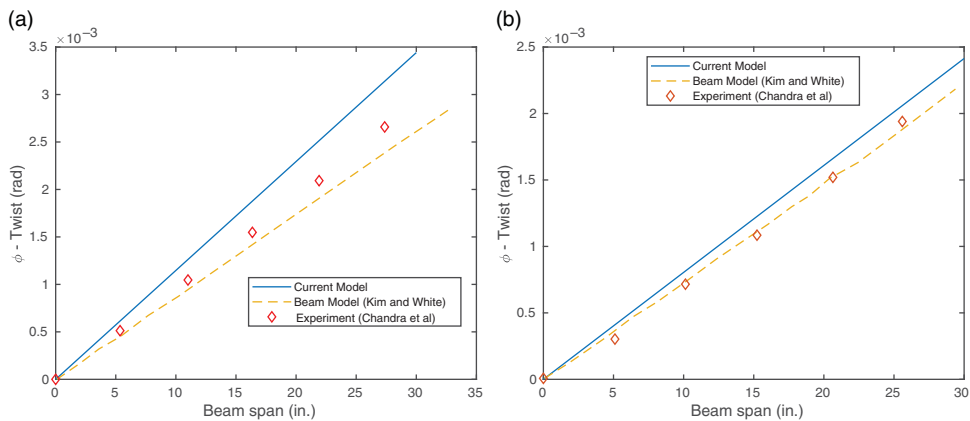 (a)
×10⁻³
3.5
3
2.5
2
1.5
1
0.5
0
ϕ - Twist (rad)
Current Model
Beam Model (Kim and White)
Experiment (Chandra et al)
0 5 10 15 20 25 30 35
Beam span (in.)
(b)
×10⁻³
2.5
2
1.5
1
0.5
0
ϕ - Twist (rad)
Current Model
Beam Model (Kim and White)
Experiment (Chandra et al)
0 5 10 15 20 25 30
Beam span (in.)